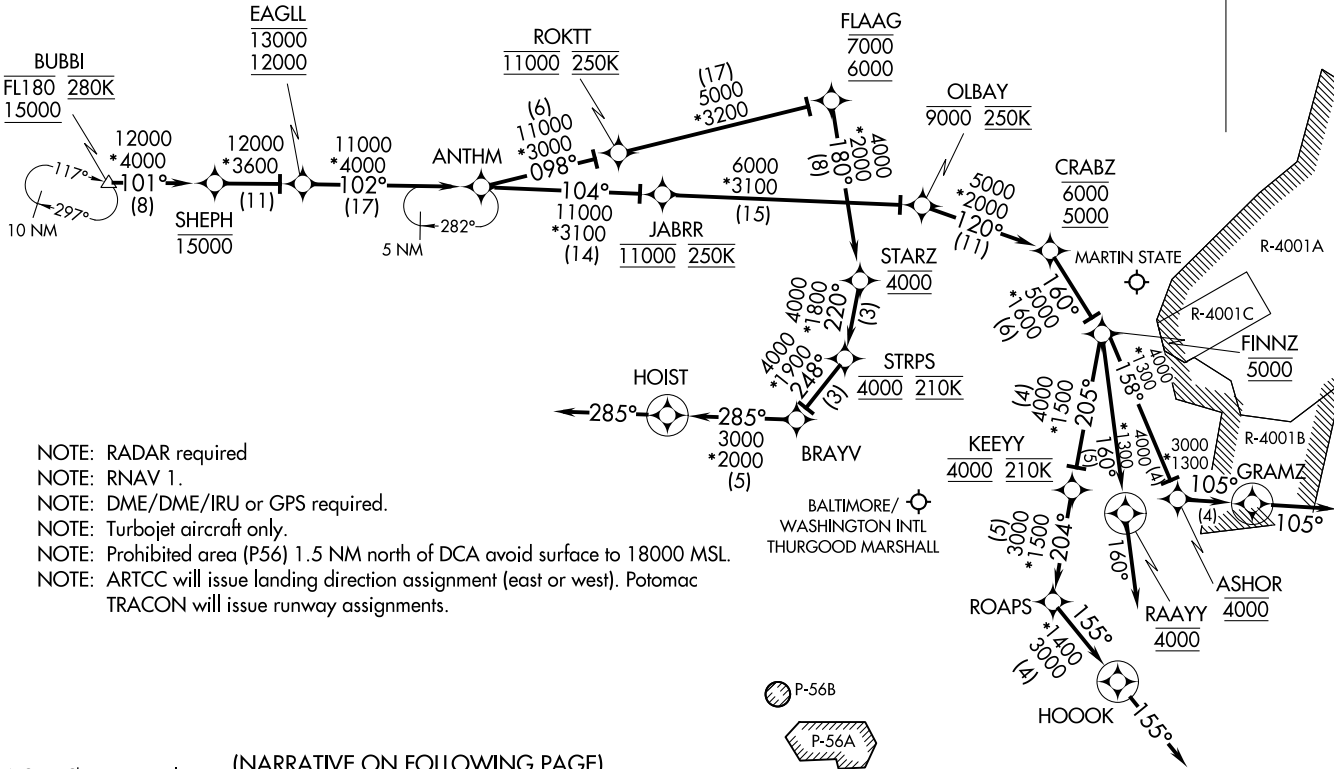 EAGLL
13000
12000
BUBBI
FL180 280K
15000
ROKTT
11000 250K
FLAAG
7000
6000
OLBAY
9000 250K
CRABZ
6000
5000
MARTIN STATE
R-4001A
R-4001C
R-4001B
FINNZ
5000
117°
297°
10 NM
12000
*4000
101°
(8)
SHEPH
15000
12000
*3600
(11)
11000
*4000
102°
(17)
ANTHM
282°
5 NM
(6)
11000
*3000
098°
(17)
5000
*3200
104°
11000
*3100
(14)
JABRR
11000 250K
6000
*3100
(15)
4000
*2000
180°
(8)
5000
*2000
120°
(11)
160°
5000
*1600
(6)
STARZ
4000
4000
*1800
220°
(3)
STRPS
4000 210K
4000
*1900
248°
(3)
BRAYV
HOIST
285°
285°
3000
*2000
(5)
(4)
4000
*1500
205°
KEEYY
4000 210K
(5)
*1300
160°
4000
*1300
158°
4000
(4)
3000
*1300
105°
(4)
GRAMZ
105°
ASHOR
4000
160°
RAAYY
4000
(5)
3000
*1500
204°
ROAPS
155°
*1400
3000
(4)
HOOOK
155°
BALTIMORE/
WASHINGTON INTL
THURGOOD MARSHALL
NOTE: RADAR required
NOTE: RNAV 1.
NOTE: DME/DME/IRU or GPS required.
NOTE: Turbojet aircraft only.
NOTE: Prohibited area (P56) 1.5 NM north of DCA avoid surface to 18000 MSL.
NOTE: ARTCC will issue landing direction assignment (east or west). Potomac
TRACON will issue runway assignments.
P-56B
P-56A
(NARRATIVE ON FOLLOWING PAGE)